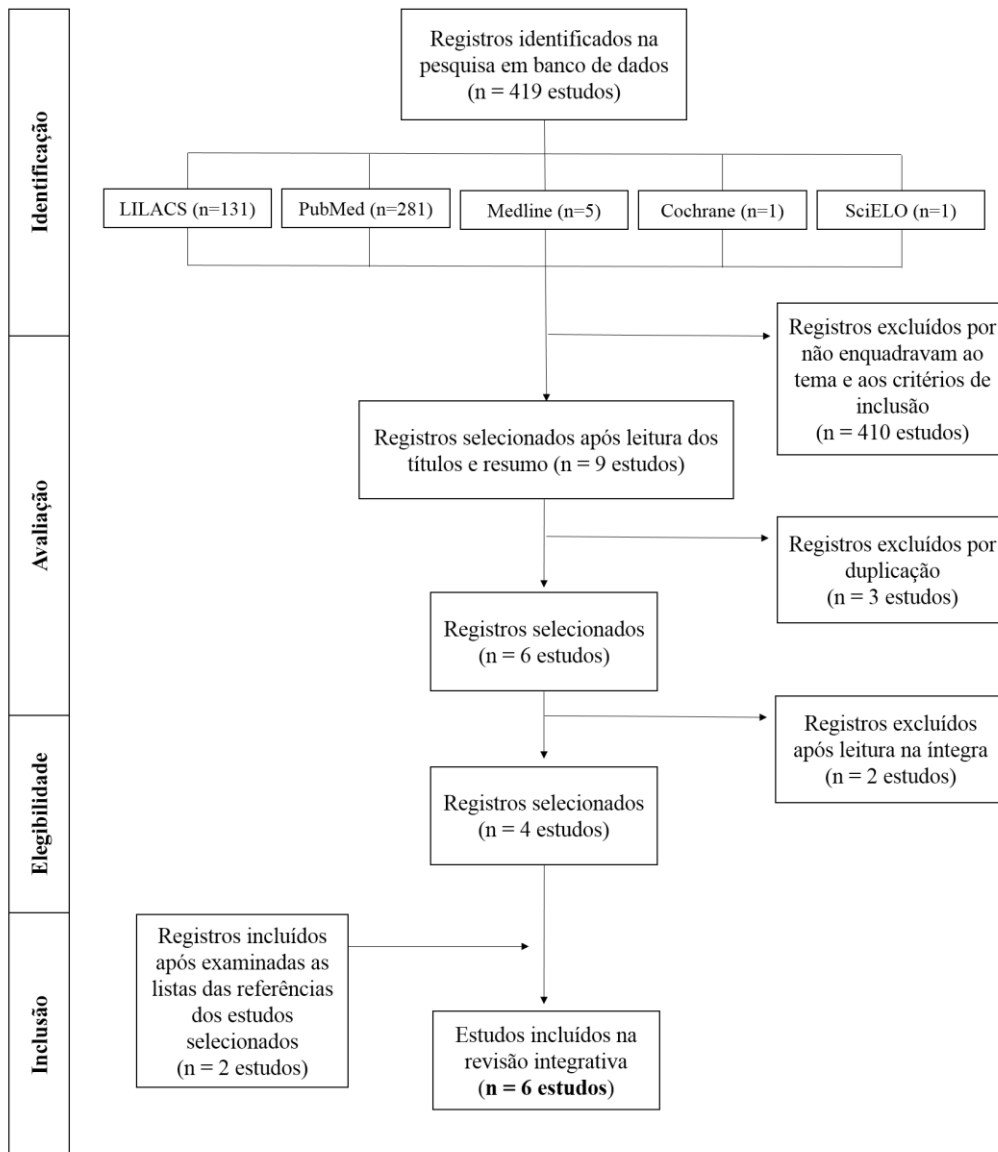 Identificação
Registros identificados na
pesquisa em banco de dados
(n = 419 estudos)
LILACS (n=131)
PubMed (n=281)
Medline (n=5)
Cochrane (n=1)
SciELO (n=1)
Registros excluídos por
não enquadravam ao
tema e aos critérios de
inclusão
(n = 410 estudos)
Avaliação
Registros selecionados após leitura dos
títulos e resumo (n = 9 estudos)
Registros excluídos por
duplicação
(n = 3 estudos)
Registros selecionados
(n = 6 estudos)
Registros excluídos
após leitura na íntegra
(n = 2 estudos)
Elegibilidade
Registros selecionados
(n = 4 estudos)
Inclusão
Registros incluídos
após examinadas as
listas das referências
dos estudos
selecionados
(n = 2 estudos)
Estudos incluídos na
revisão integrativa
(n = 6 estudos)